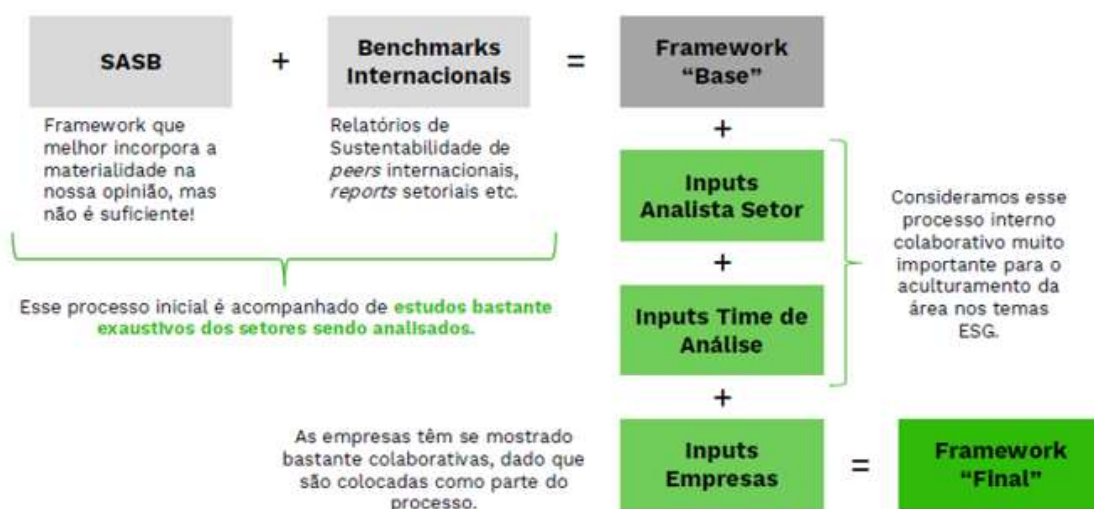 SASB
+
Benchmarks
Internacionais
=
Framework
“Base”
Framework que
melhor incorpora a
materialidade na
nossa opinião, mas
não é suficiente!
Relatórios de
Sustentabilidade de
peers internacionais,
reports setoriais etc.
+
Inputs
Analista Setor
+
Inputs Time de
Análise
Consideramos esse
processo interno
colaborativo muito
importante para o
aculturamento da
área nos temas
ESG.
Esse processo inicial é acompanhado de estudos bastante
exaustivos dos setores sendo analisados.
+
As empresas têm se mostrado
bastante colaborativas, dado que
são colocadas como parte do
processo.
Inputs
Empresas
=
Framework
“Final”